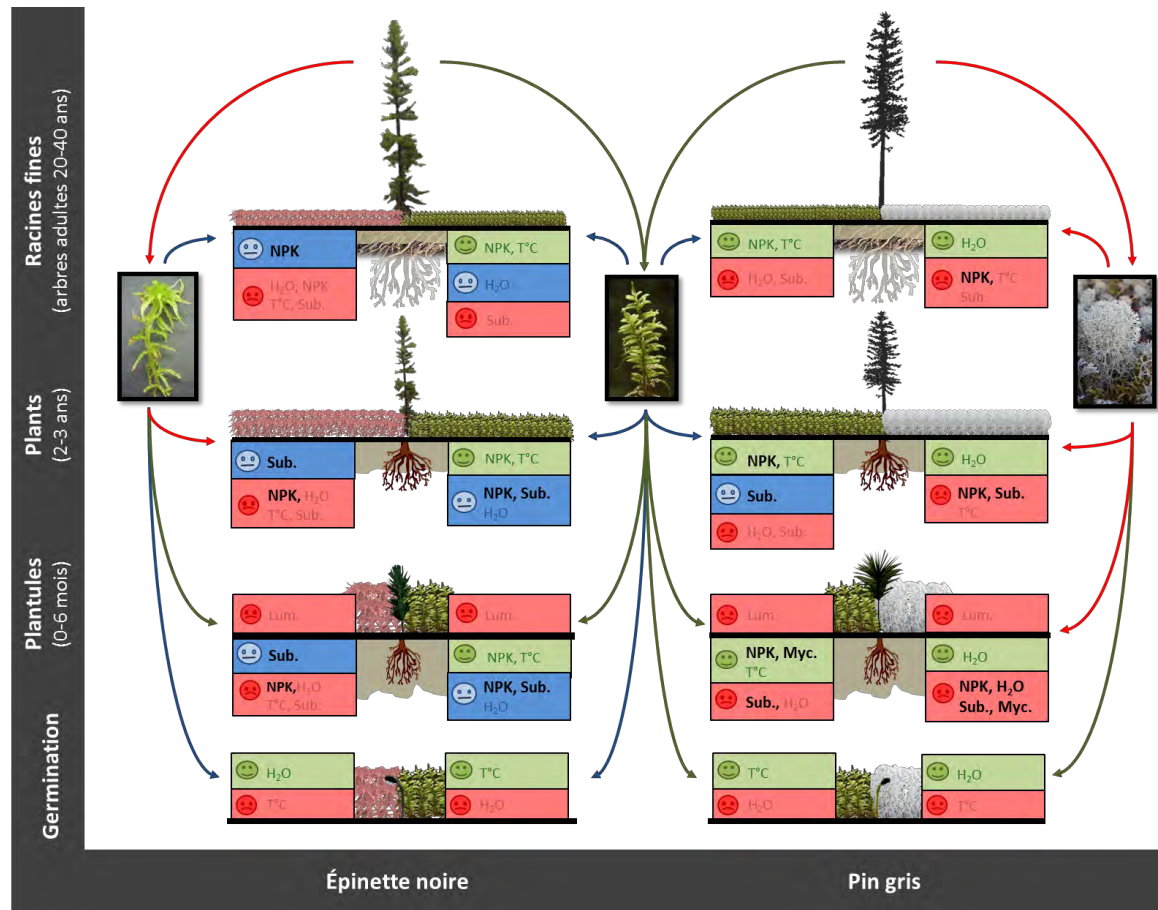 Racines fines
(arbres adultes 20-40 ans)
NPK
H₂O, NPK
T°C, Sub.
NPK, T°C
H₂O
Sub.
NPK, T°C
H₂O, Sub.
H₂O
NPK, T°C
Sub.
Plants
(2-3 ans)
Sub.
NPK, H₂O
T°C, Sub.
NPK, T°C
NPK, Sub.
H₂O
NPK, T°C
Sub.
H₂O, Sub.
H₂O
NPK, Sub.
T°C
Plantules
(0-6 mois)
Lum.
Lum.
Sub.
NPK,H₂O
T°C, Sub.
NPK, T°C
NPK, Sub.
H₂O
Lum.
Lum.
NPK, Myc.
T°C
Sub., H₂O
H₂O
NPK, H₂O
Sub., Myc.
Germination
H₂O
T°C
T°C
H₂O
T°C
H₂O
H₂O
T°C
Épinette noire
Pin gris